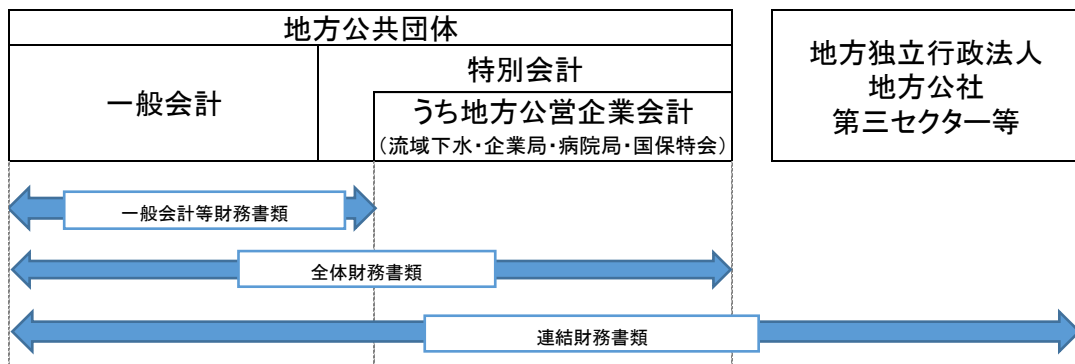 地方公共団体
一般会計
特別会計
うち地方公営企業会計
（流域下水・企業局・病院局・国保特会）
地方独立行政法人
地方公社
第三セクター等
一般会計等財務書類
全体財務書類
連結財務書類